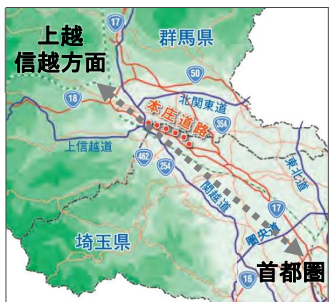 17
上越
信越方面
群馬県
50
18
北関東道
本庄道路
354
上信越道
462
254
関越道
東北道
17
圏央道
埼玉県
首都圏
16